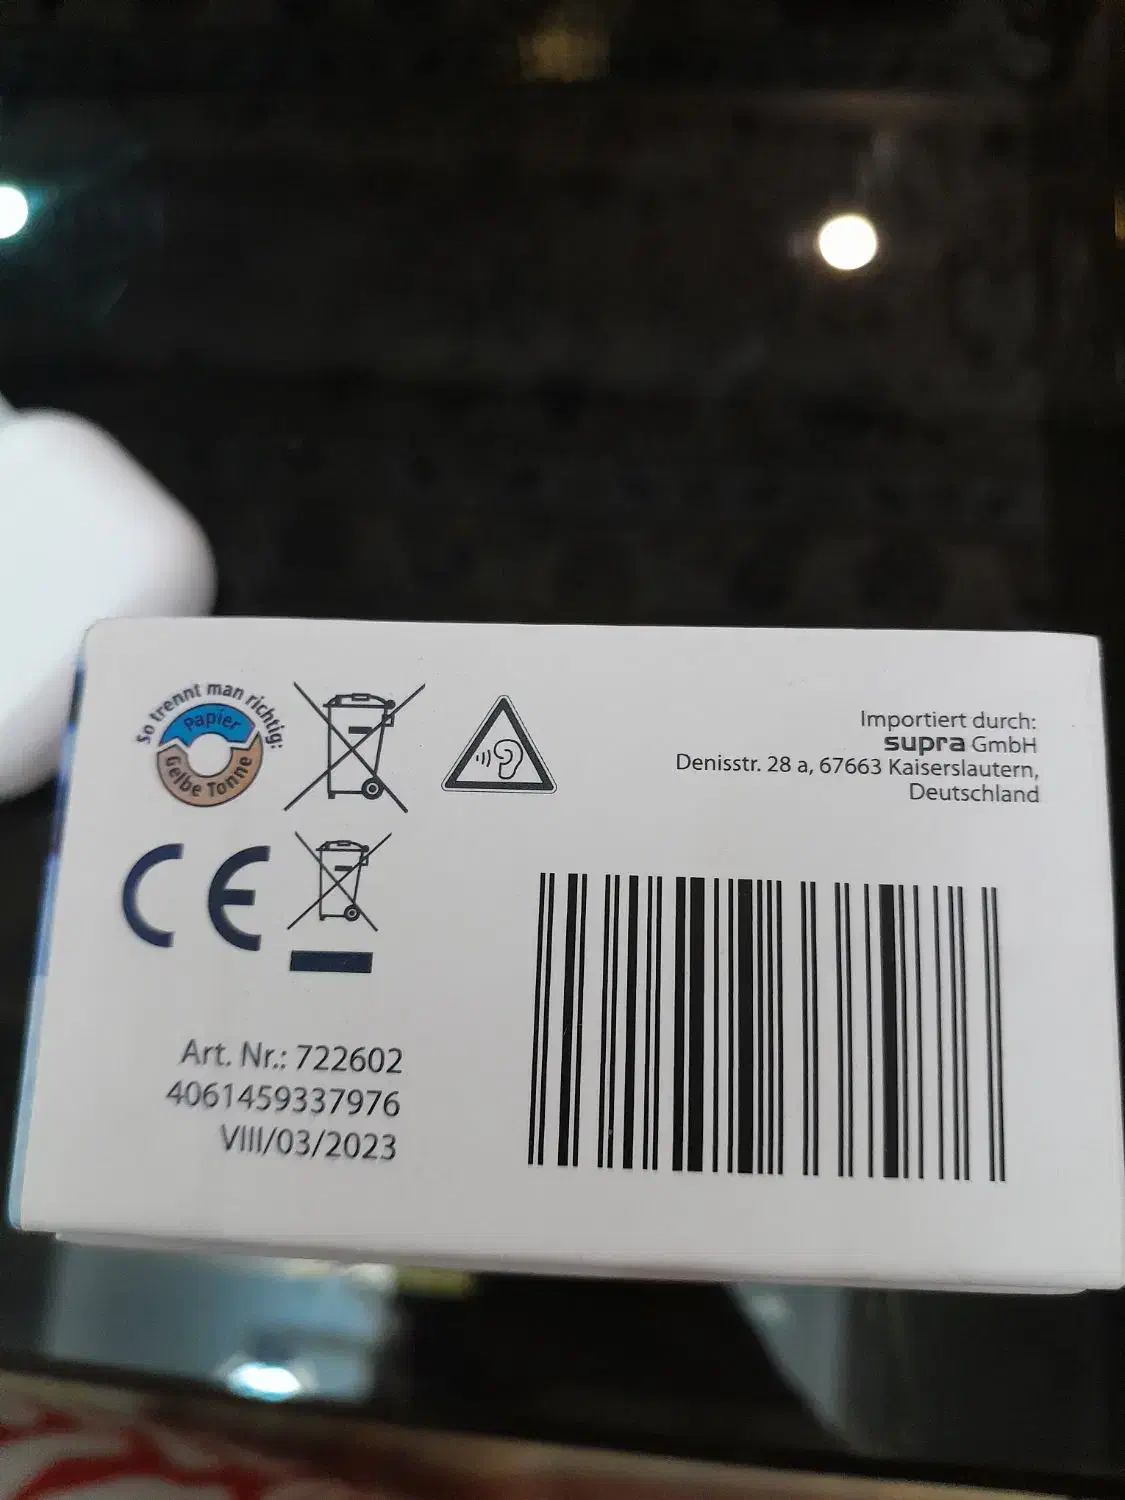 So trennt man richtig:
Papier
Gelbe Tonne
Importiert durch:
supra GmbH
Denisstr. 28 a, 67663 Kaiserslautern,
Deutschland
CE
Art. Nr.: 722602
4061459337976
VIII/03/2023